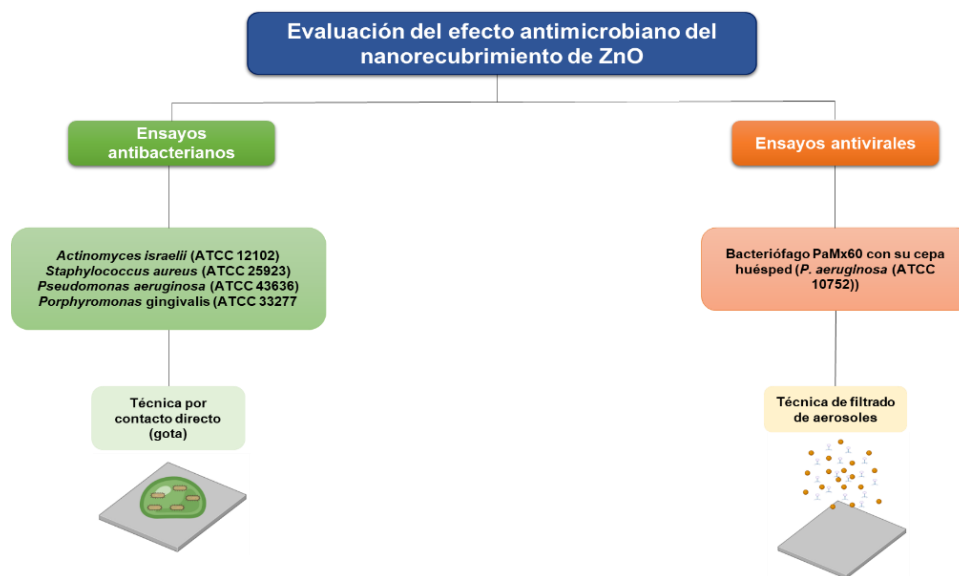 Evaluación del efecto antimicrobiano del
nanorecubrimiento de ZnO
Ensayos
antibacterianos
Ensayos antivirales
Actinomyces israelii (ATCC 12102)
Staphylococcus aureus (ATCC 25923)
Pseudomonas aeruginosa (ATCC 43636)
Porphyromonas gingivalis (ATCC 33277
Bacteriófago PaMx60 con su cepa
huésped (P. aeruginosa (ATCC
10752))
Técnica por
contacto directo
(gota)
Técnica de filtrado
de aerosoles